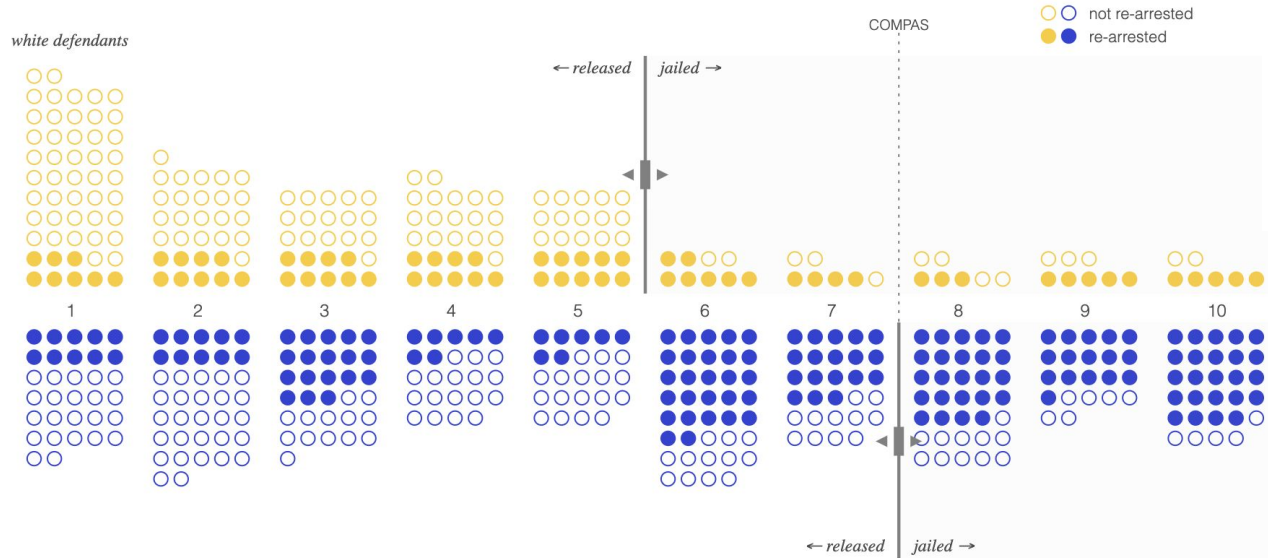 COMPAS
not re-arrested
re-arrested
white defendants
← released
jailed →
1 2 3 4 5 6 7 8 9 10
← released
jailed →